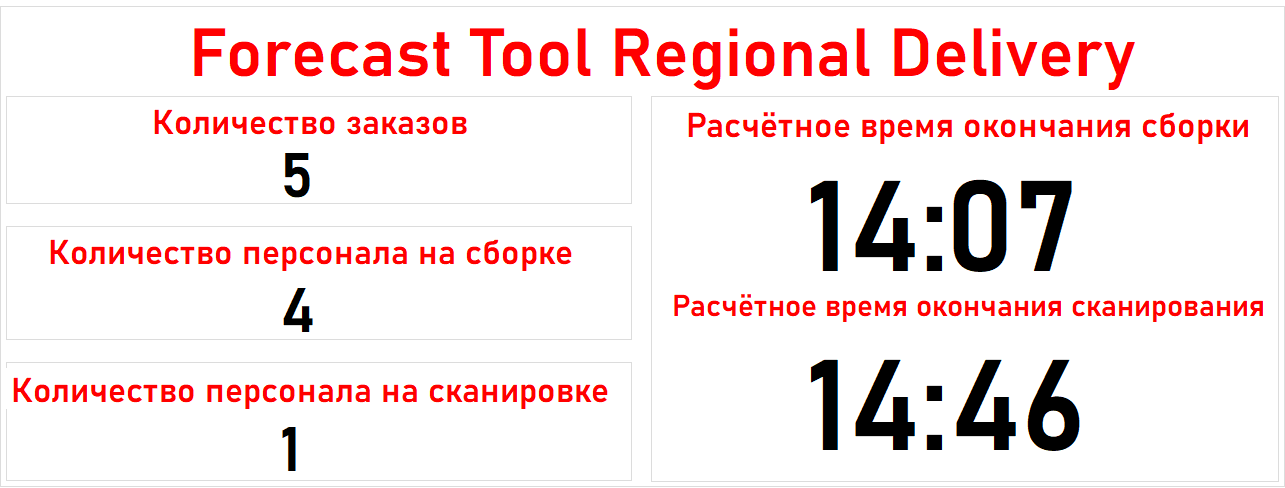 Forecast Tool Regional Delivery
Количество заказов
5
Количество персонала на сборке
4
Количество персонала на сканировке
1
Расчётное время окончания сборки
14:07
Расчётное время окончания сканирования
14:46